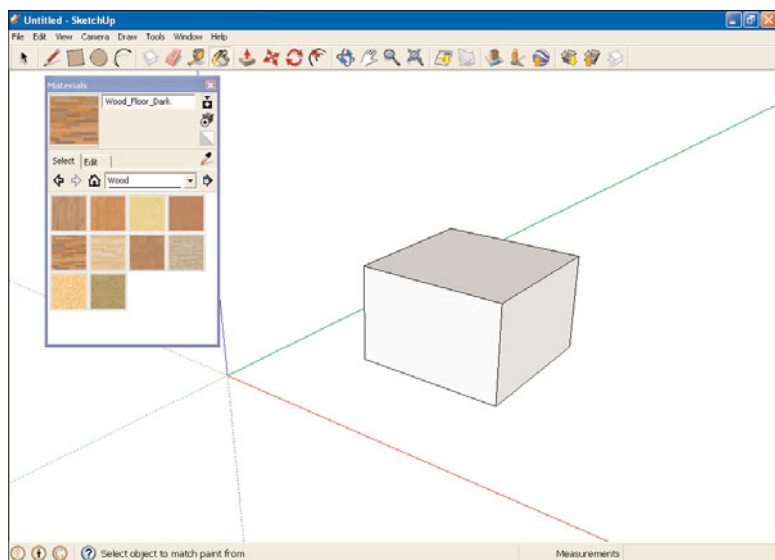 Untitled - SketchUp
File Edit View Camera Draw Tools Window Help
Materials
Wood_Floor_Dark
Select Edit
Wood
Select object to match paint from
Measurements